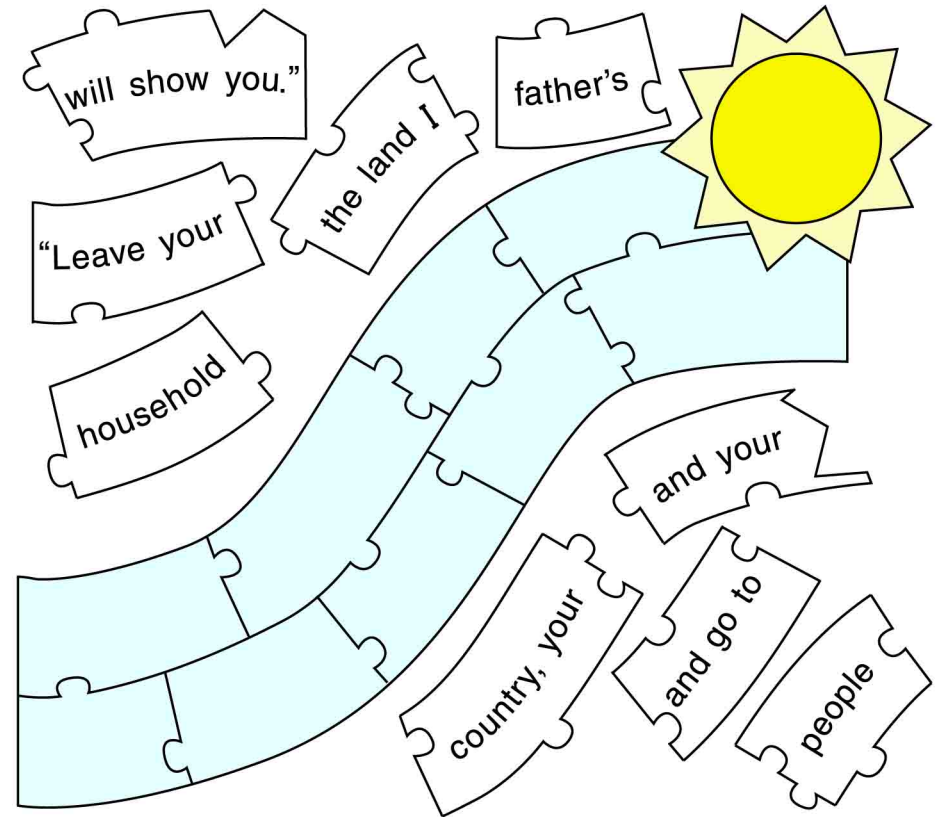 will show you.”
the land I
father’s
“Leave your
household
and your
country, your
and go to
people